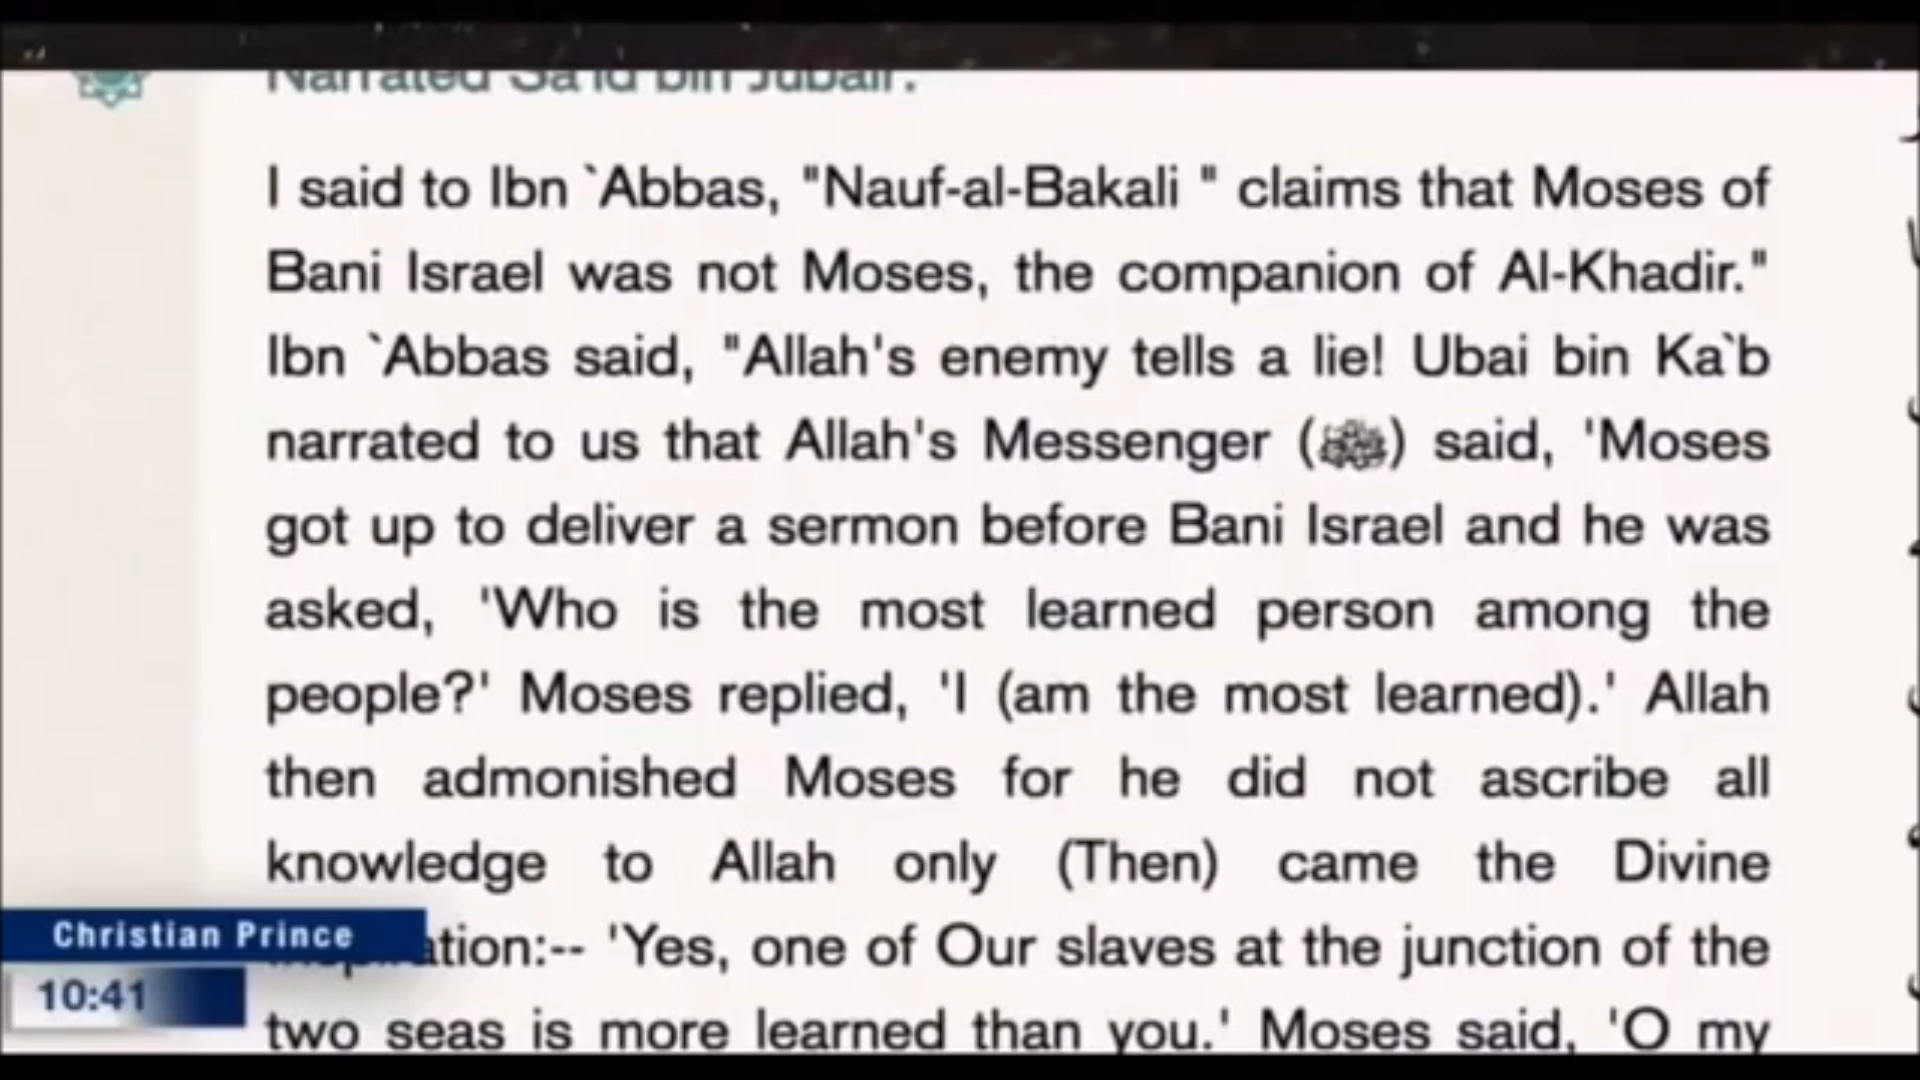 Narrated Sa'id bin Jubair:
I said to Ibn `Abbas, "Nauf-al-Bakali " claims that Moses of
Bani Israel was not Moses, the companion of Al-Khadir."
Ibn `Abbas said, "Allah's enemy tells a lie! Ubai bin Ka`b
narrated to us that Allah's Messenger (ﷺ) said, 'Moses
got up to deliver a sermon before Bani Israel and he was
asked, 'Who is the most learned person among the
people?' Moses replied, 'I (am the most learned).' Allah
then admonished Moses for he did not ascribe all
knowledge to Allah only (Then) came the Divine
ation:-- 'Yes, one of Our slaves at the junction of the
two seas is more learned than you.' Moses said, 'O my
Christian Prince
10:41